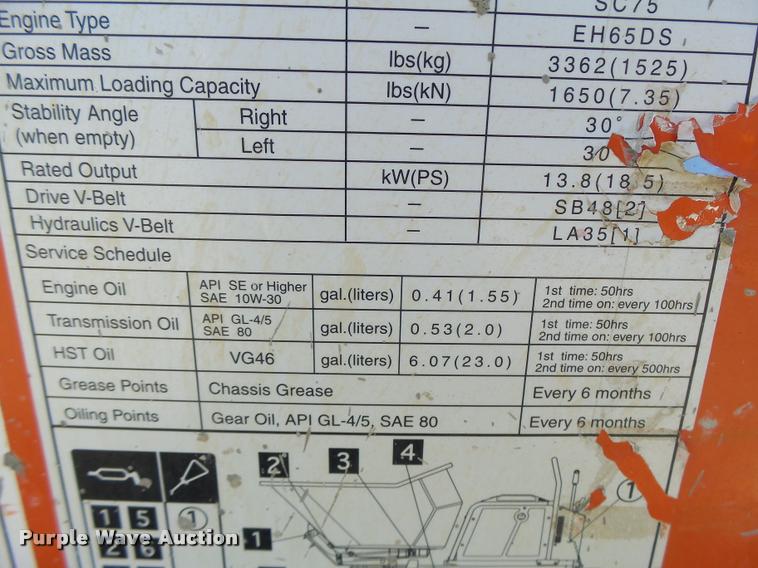 SC75
Engine Type — EH65DS
Gross Mass lbs(kg) 3362(1525)
Maximum Loading Capacity lbs(kN) 1650(7.35)
Stability Angle
(when empty)
Right — 30°
Left — 30
Rated Output kW(PS) 13.8(18.5)
Drive V-Belt — SB48[2]
Hydraulics V-Belt — LA35[1]
Service Schedule
Engine Oil
API SE or Higher
SAE 10W-30
gal.(liters) 0.41(1.55)
1st time: 50hrs
2nd time on: every 100hrs
Transmission Oil
API GL-4/5
SAE 80
gal.(liters) 0.53(2.0)
1st time: 50hrs
2nd time on: every 100hrs
HST Oil VG46 gal.(liters) 6.07(23.0)
1st time: 50hrs
2nd time on: every 500hrs
Grease Points Chassis Grease Every 6 months
Oiling Points Gear Oil, API GL-4/5, SAE 80 Every 6 months
2 3 4
1 5 1 1 1
2 6
Purple Wave Auction